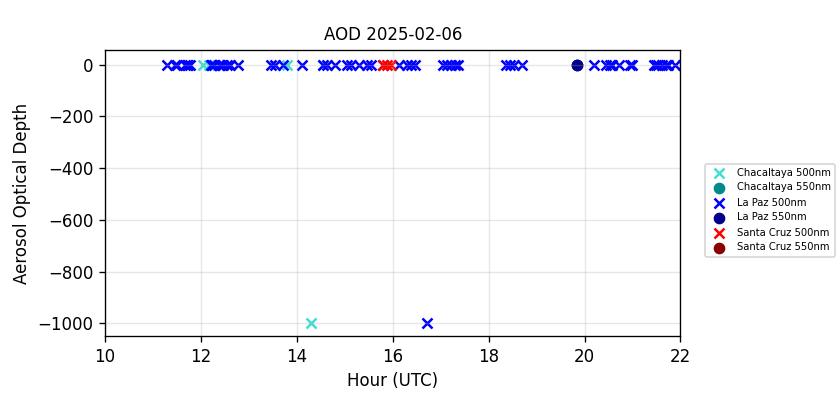 AOD 2025-02-06
Aerosol Optical Depth
0
−200
−400
−600
−800
−1000
10 12 14 16 18 20 22
Hour (UTC)
Chacaltaya 500nm
Chacaltaya 550nm
La Paz 500nm
La Paz 550nm
Santa Cruz 500nm
Santa Cruz 550nm